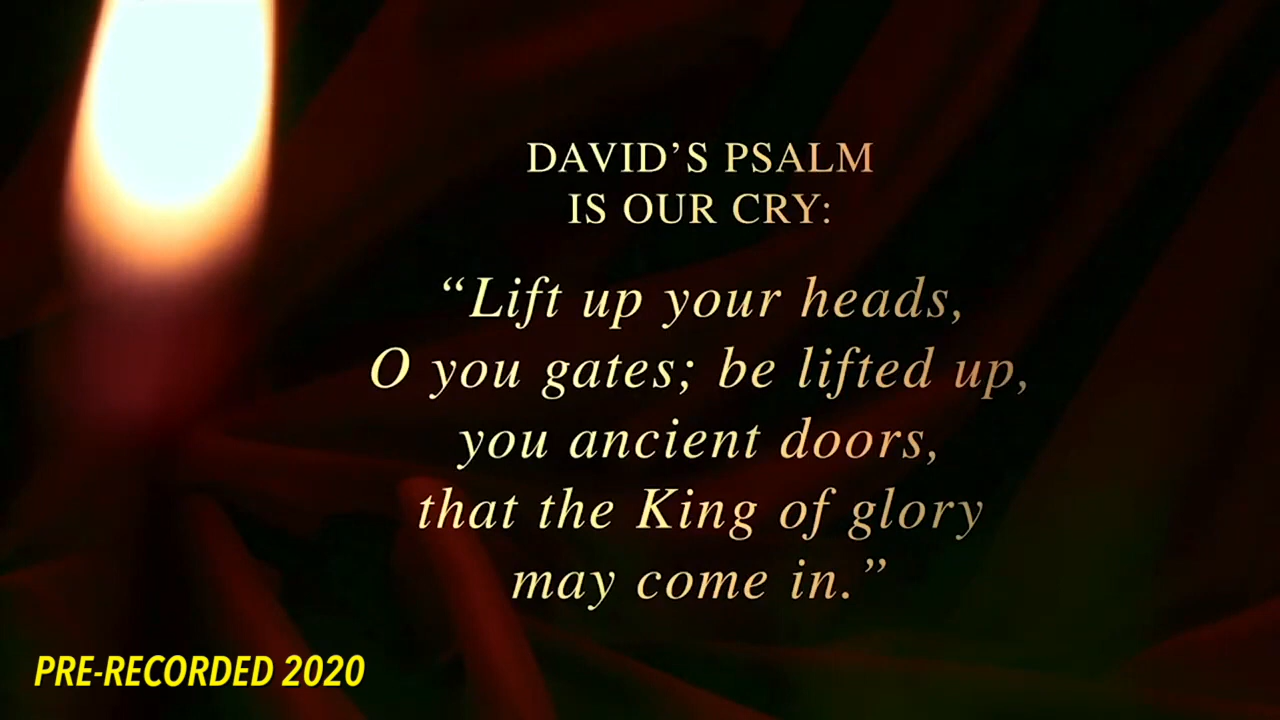 DAVID’S PSALM
IS OUR CRY:
“Lift up your heads,
O you gates; be lifted up,
you ancient doors,
that the King of glory
may come in.”
PRE-RECORDED 2020